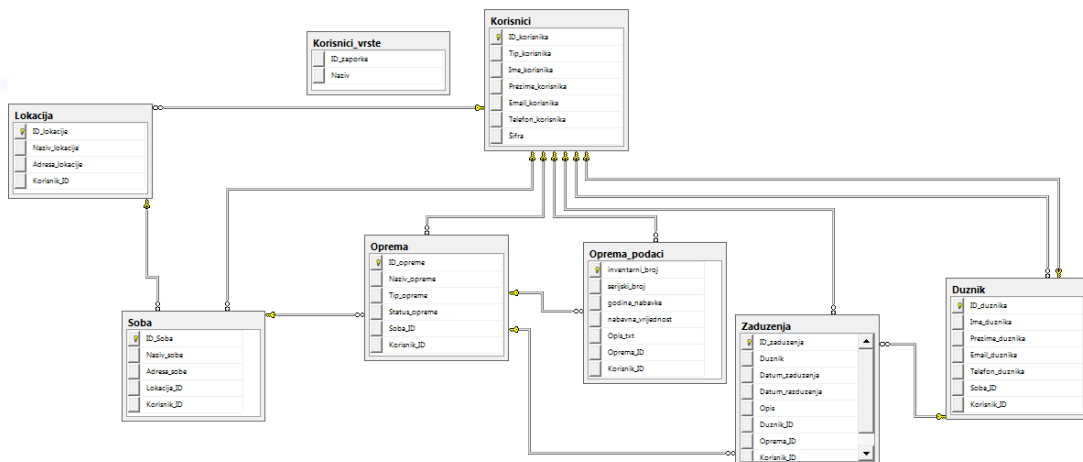 Korisnici
ID_korisnika
Tip_korisnika
Ime_korisnika
Prezime_korisnika
Email_korisnika
Telefon_korisnika
Šifra
Korisnici_vrste
ID_zaporke
Naziv
Lokacija
ID_lokacije
Naziv_lokacije
Adresa_lokacije
Korisnik_ID
Oprema
ID_opreme
Naziv_opreme
Tip_opreme
Status_opreme
Soba_ID
Korisnik_ID
Oprema_podaci
inventarni_broj
serijski_broj
godina_nabavke
nabavna_vrijednost
Opis_txt
Oprema_ID
Korisnik_ID
Duznik
ID_duznika
Ime_duznika
Prezime_duznika
Email_duznika
Telefon_duznika
Soba_ID
Korisnik_ID
Soba
ID_Soba
Naziv_sobe
Adresa_sobe
Lokacija_ID
Korisnik_ID
Zaduzenja
ID_zaduzenja
Duznik
Datum_zaduzenja
Datum_razduzenja
Opis
Duznik_ID
Oprema_ID
Korisnik_ID